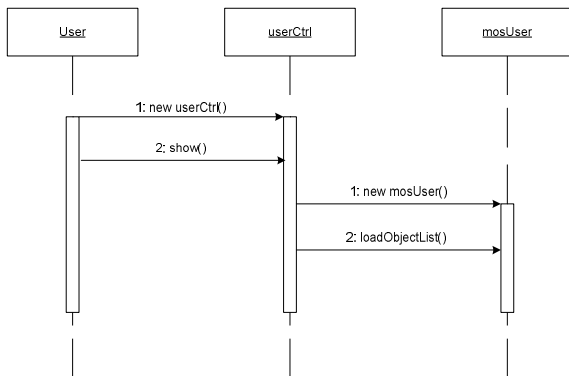 User
userCtrl
mosUser
1: new userCtrl()
2: show()
1: new mosUser()
2: loadObjectList()